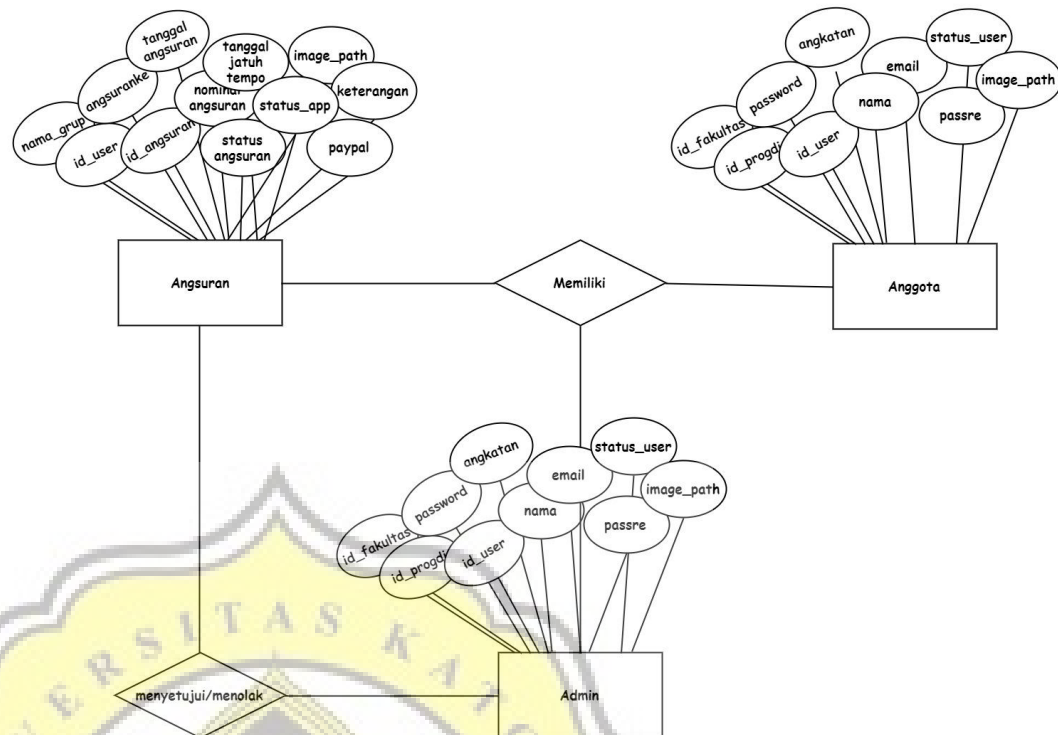 tanggal
angsuran
tanggal
jatuh
tempo
image_path
angsuranke
nominal
angsuran
status_app
keterangan
nama_grup
id_user
id_angsuran
status
angsuran
paypal
angkatan
status_user
email
image_path
password
nama
passre
id_fakultas
id_progdi
id_user
Angsuran
Memiliki
Anggota
angkatan
status_user
email
image_path
password
nama
passre
id_fakultas
id_progdi
id_user
menyetujui/menolak
Admin
ERSITAS KAT